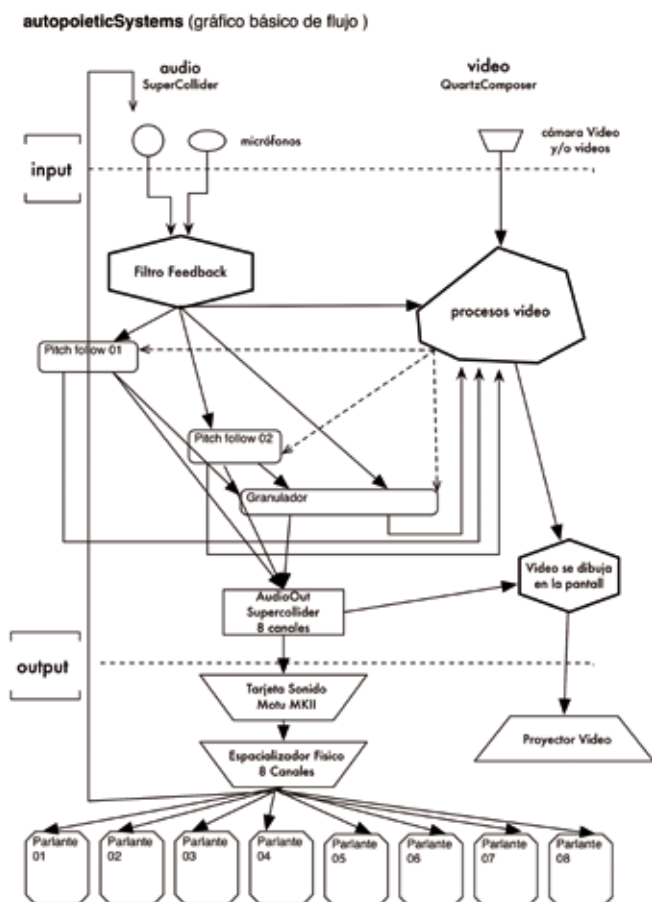 autopoieticSystems (gráfico básico de flujo )
audio
SuperCollider
video
QuartzComposer
input
micrófonos
cámara Video
y/o videos
Filtro Feedback
procesos video
Pitch follow 01
Pitch follow 02
Granulador
Video se dibuja
en la pantall
AudioOut
Supercollider
8 canales
output
Tarjeta Sonido
Motu MKII
Proyector Video
Espacializador Físico
8 Canales
Parlante
01
Parlante
02
Parlante
03
Parlante
04
Parlante
05
Parlante
06
Parlante
07
Parlante
08